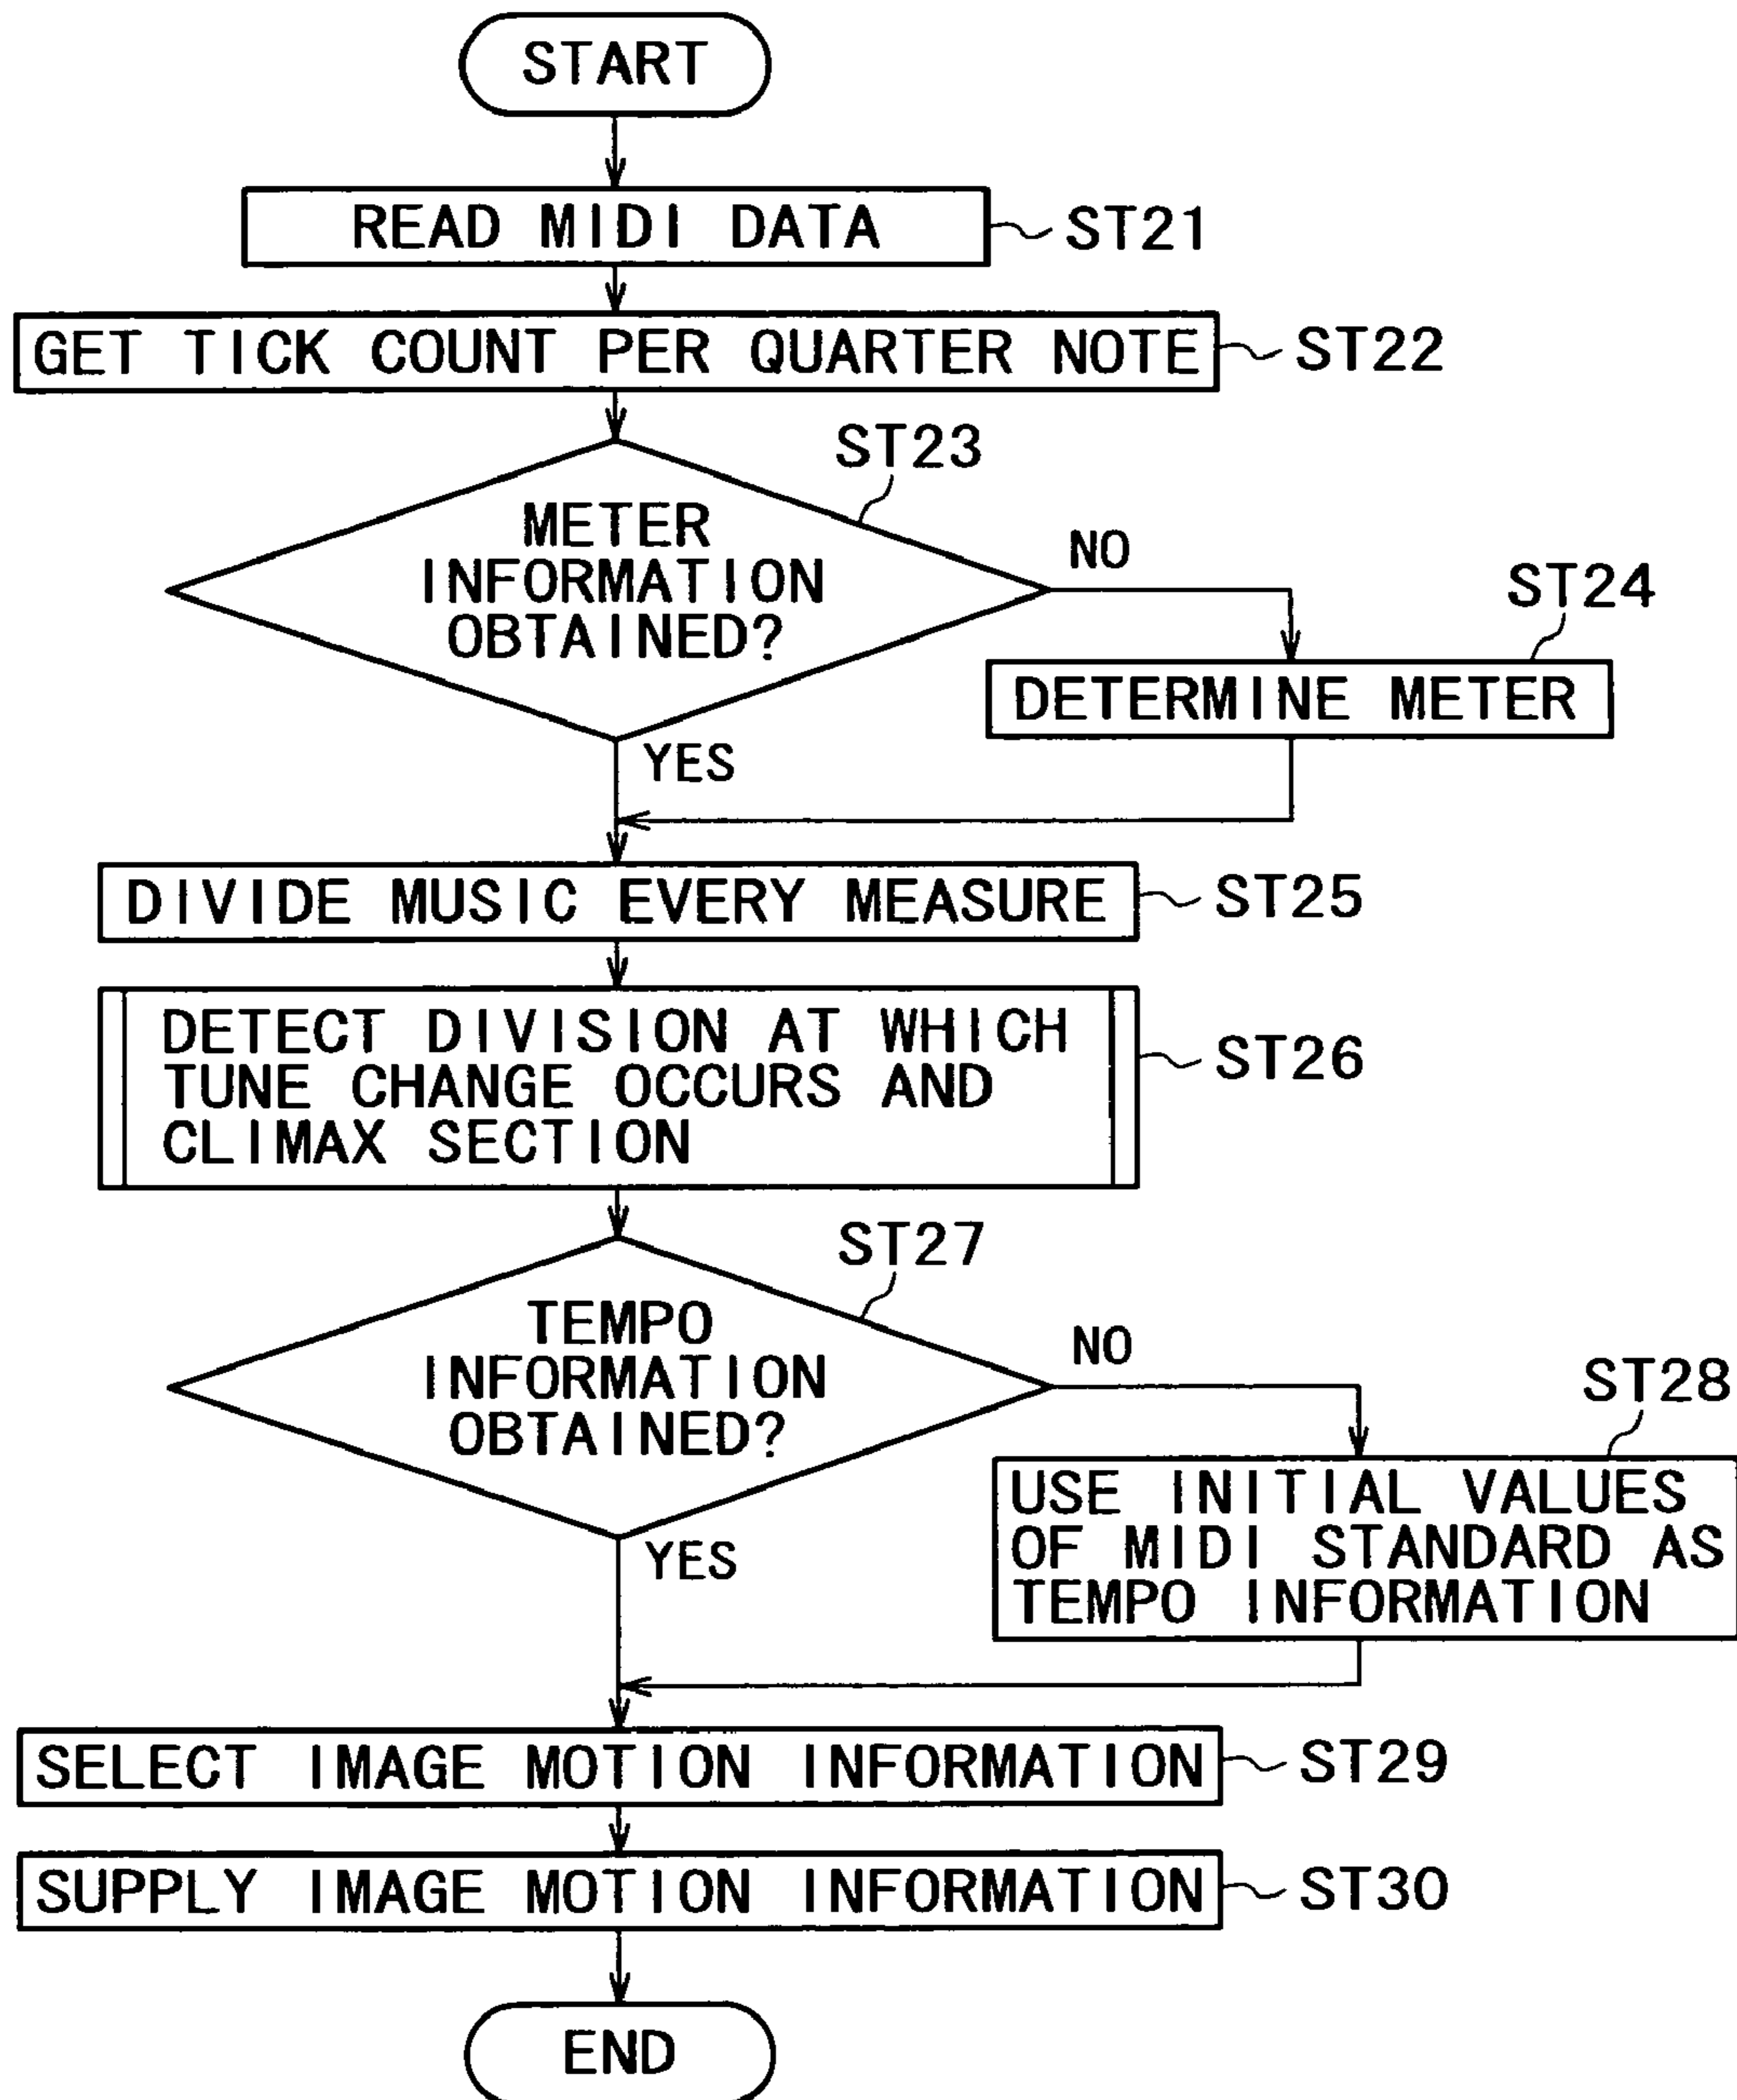 START
READ MIDI DATA
ST21
GET TICK COUNT PER QUARTER NOTE
ST22
ST23
METER
INFORMATION
OBTAINED?
NO
ST24
DETERMINE METER
YES
DIVIDE MUSIC EVERY MEASURE
ST25
DETECT DIVISION AT WHICH
TUNE CHANGE OCCURS AND
CLIMAX SECTION
ST26
ST27
TEMPO
INFORMATION
OBTAINED?
NO
ST28
USE INITIAL VALUES
OF MIDI STANDARD AS
TEMPO INFORMATION
YES
SELECT IMAGE MOTION INFORMATION
ST29
SUPPLY IMAGE MOTION INFORMATION
ST30
END